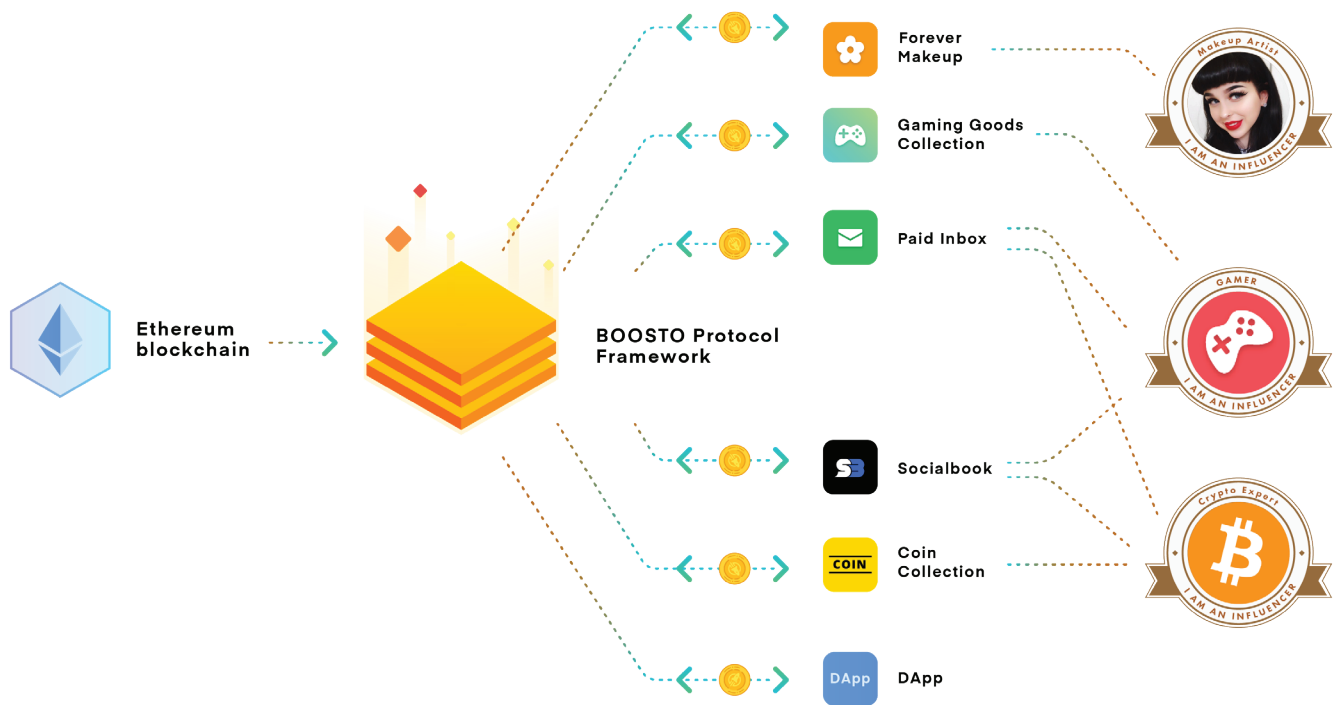 Ethereum
blockchain
BOOSTO Protocol
Framework
Forever
Makeup
Gaming Goods
Collection
Paid Inbox
SB
Socialbook
COIN
Coin
Collection
DApp
DApp
Makeup Artist
I AM AN INFLUENCER
GAMER
I AM AN INFLUENCER
Crypto Expert
I AM AN INFLUENCER